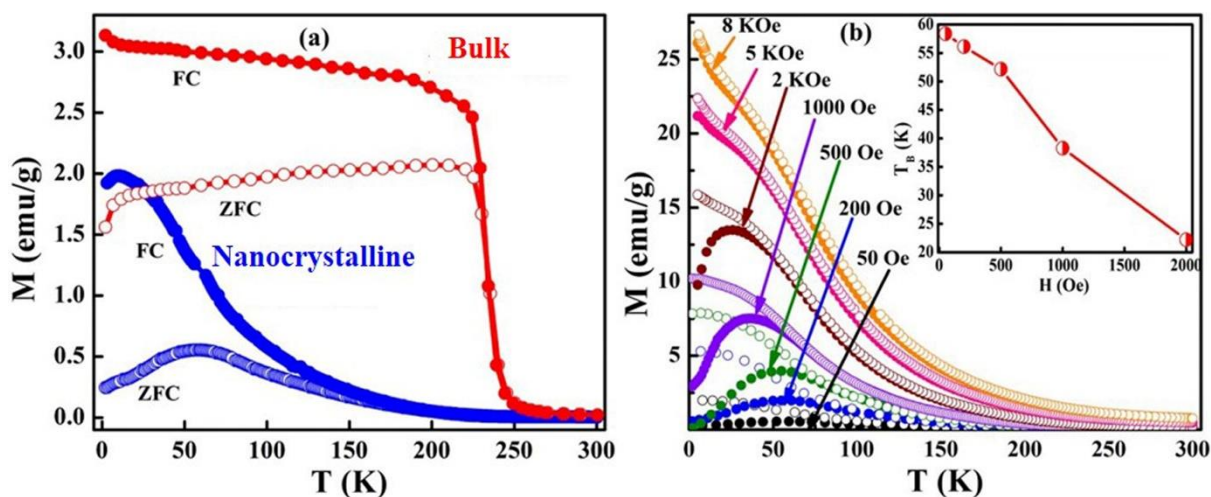 (a)
Bulk
FC
ZFC
FC
Nanocrystalline
ZFC
M (emu/g)
3.0
2.5
2.0
1.5
1.0
0.5
0.0
0 50 100 150 200 250 300
T (K)
(b)
8 KOe
5 KOe
2 KOe
1000 Oe
500 Oe
200 Oe
50 Oe
M (emu/g)
25
20
15
10
5
0 50 100 150 200 250 300
T (K)
T_B (K)
60
55
50
45
40
35
30
25
20
0 500 1000 1500 2000
H (Oe)